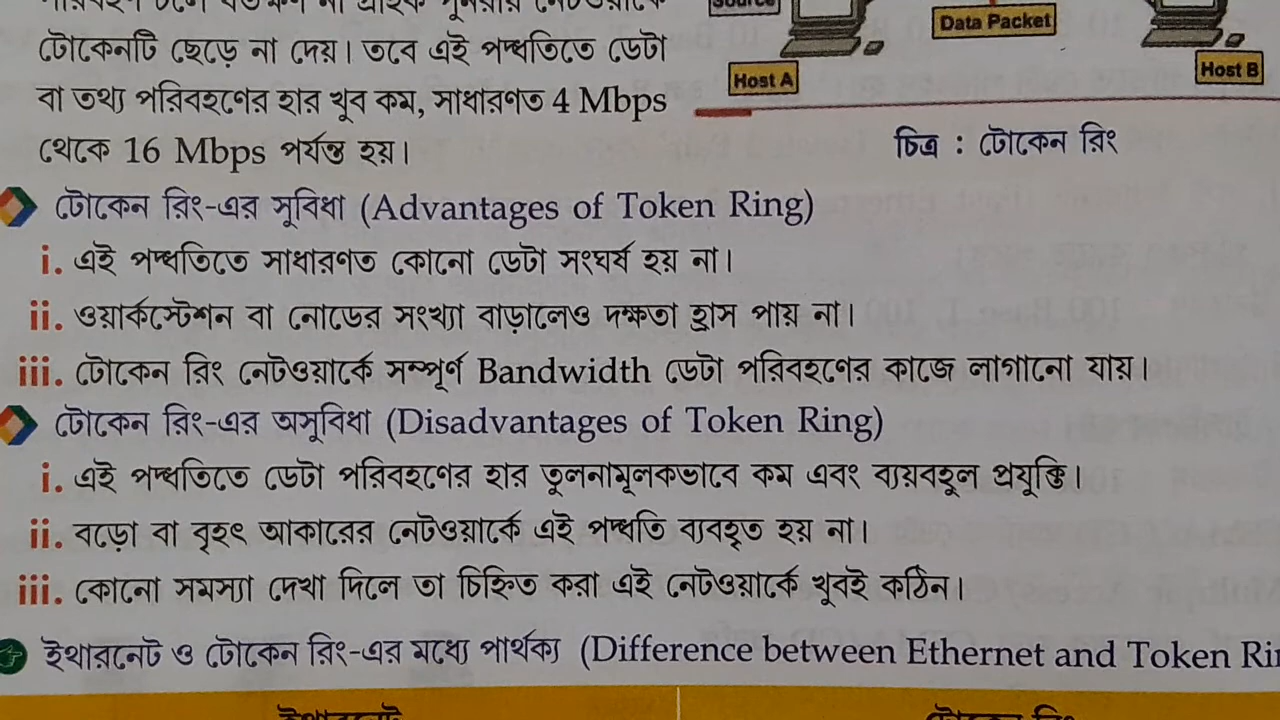 টোকেনটি ছেড়ে না দেয়। তবে এই পদ্ধতিতে ডেটা
বা তথ্য পরিবহণের হার খুব কম, সাধারণত 4 Mbps
থেকে 16 Mbps পর্যন্ত হয়।
Source
Data Packet
Host A
Host B
চিত্র : টোকেন রিং
টোকেন রিং-এর সুবিধা (Advantages of Token Ring)
i. এই পদ্ধতিতে সাধারণত কোনো ডেটা সংঘর্ষ হয় না।
ii. ওয়ার্কস্টেশন বা নোডের সংখ্যা বাড়ালেও দক্ষতা হ্রাস পায় না।
iii. টোকেন রিং নেটওয়ার্কে সম্পূর্ণ Bandwidth ডেটা পরিবহণের কাজে লাগানো যায়।
টোকেন রিং-এর অসুবিধা (Disadvantages of Token Ring)
i. এই পদ্ধতিতে ডেটা পরিবহণের হার তুলনামূলকভাবে কম এবং ব্যয়বহুল প্রযুক্তি।
ii. বড়ো বা বৃহৎ আকারের নেটওয়ার্কে এই পদ্ধতি ব্যবহৃত হয় না।
iii. কোনো সমস্যা দেখা দিলে তা চিহ্নিত করা এই নেটওয়ার্কে খুবই কঠিন।
ইথারনেট ও টোকেন রিং-এর মধ্যে পার্থক্য (Difference between Ethernet and Token Ri
ইথারনেট
টোকেন রিং